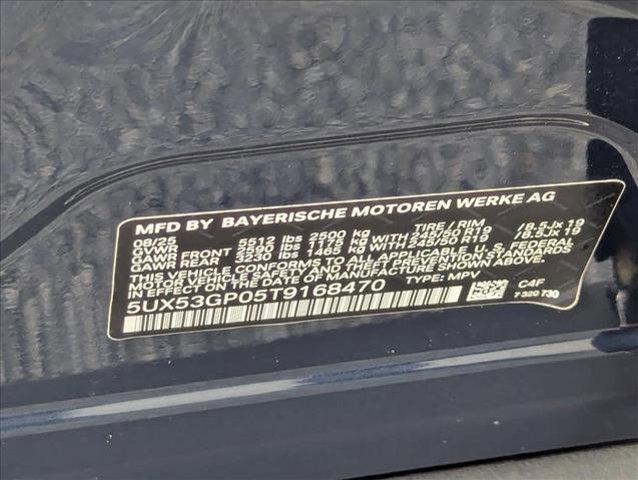 MFD BY BAYERISCHE MOTOREN WERKE AG
08/25 TIRE / RIM
GVWR 5512 lbs 2500 kg
GAWR FRONT 2590 lbs 1175 kg WITH 245/50 R19 /8.5Jx 19
GAWR REAR 3230 lbs 1465 kg WITH 245/50 R19 /8.5Jx 19
THIS VEHICLE CONFORMS TO ALL APPLICABLE U. S. FEDERAL
MOTOR VEHICLE SAFETY AND THEFT PREVENTION STANDARDS
IN EFFECT ON THE DATE OF MANUFACTURE SHOWN ABOVE.
5UX53GP05T9168470 TYPE: MPV
C4F
7 320 730